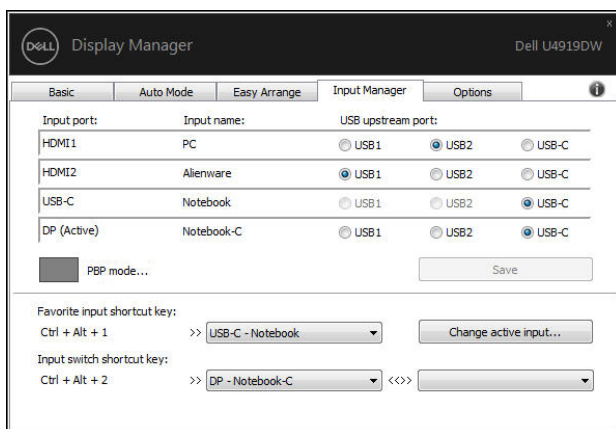 x
DELL Display Manager Dell U4919DW
Basic Auto Mode Easy Arrange Input Manager Options i
Input port: Input name: USB upstream port:
HDMI1 PC USB1 USB2 USB-C
HDMI2 Alienware USB1 USB2 USB-C
USB-C Notebook USB1 USB2 USB-C
DP (Active) Notebook-C USB1 USB2 USB-C
PBP mode... Save
Favorite input shortcut key:
Ctrl + Alt + 1 >> USB-C - Notebook Change active input...
Input switch shortcut key:
Ctrl + Alt + 2 >> DP - Notebook-C <<>>